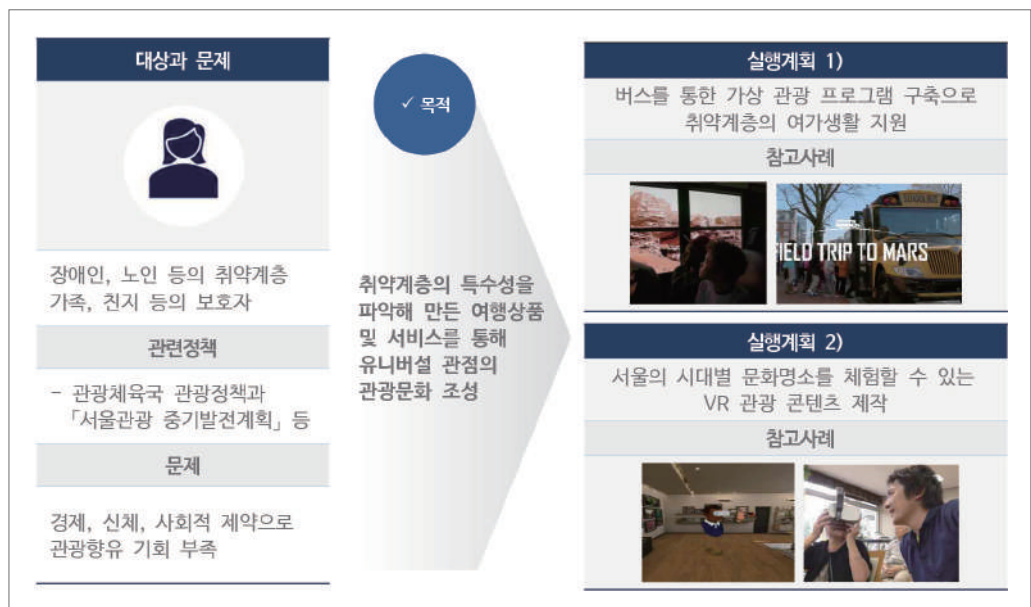 대상과 문제
장애인, 노인 등의 취약계층
가족, 친지 등의 보호자
관련정책
- 관광체육국 관광정책과
「서울관광 중기발전계획」 등
문제
경제, 신체, 사회적 제약으로
관광향유 기회 부족
✓ 목적
취약계층의 특수성을
파악해 만든 여행상품
및 서비스를 통해
유니버설 관점의
관광문화 조성
실행계획 1)
버스를 통한 가상 관광 프로그램 구축으로
취약계층의 여가생활 지원
참고사례
SCHOOL BUS
FIELD TRIP TO MARS
실행계획 2)
서울의 시대별 문화명소를 체험할 수 있는
VR 관광 콘텐츠 제작
참고사례